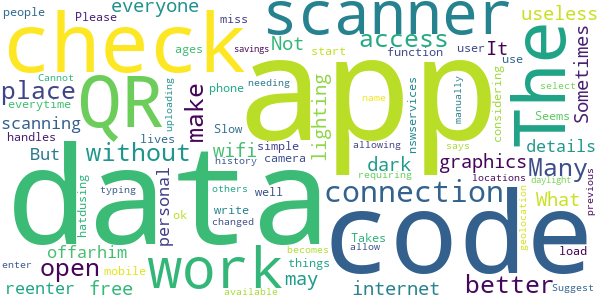 people
Please
everyone
check
scanner
useless
miss
ages
savings
user
It
Not
access
start
function
use
Sometimes
place
QR
make
phone
needing
app
The
handles
Cannot
everytime
scanning
uploading
lighting
nswservices
manually
considering
select
Seems
But
lives
Slow
simple
name
says
without
wifi
history
camera
allowing
dark
requiring
graphics
Many
details
locations
previous
data
code
hatdusing
personal
typing
others
well
connection
What
daylight
ok
write
changed
geolocation
offarhim
work
Takes
allow
load
enter
open
mobile
becomes
things
available
may
internet
better
Suggest
reenter
free